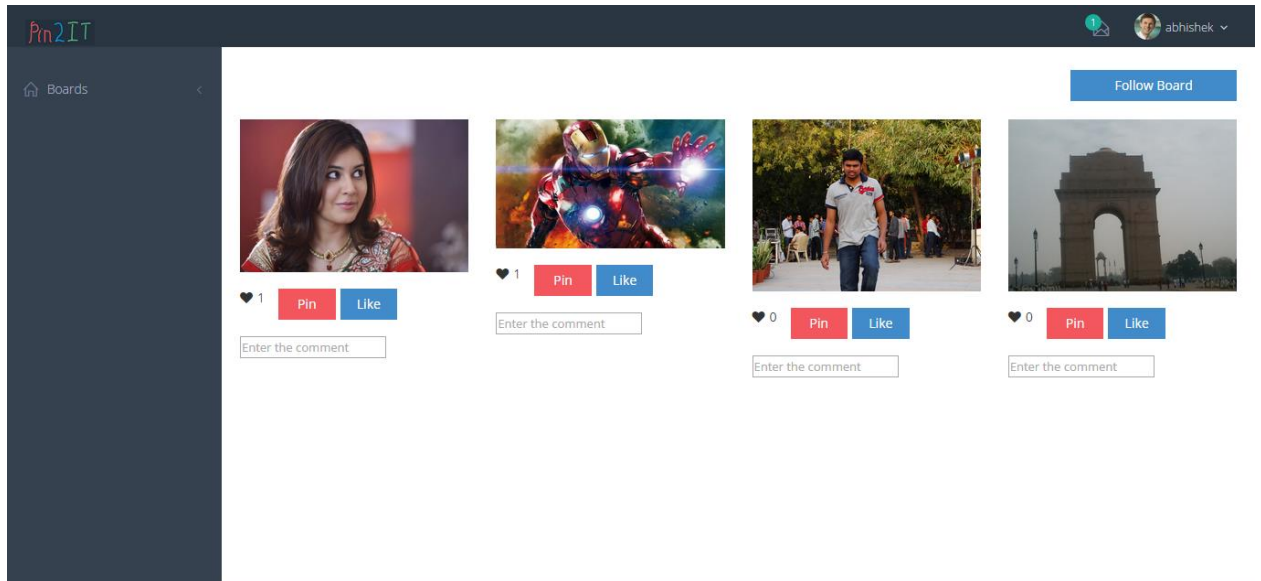 Pin2IT
1
abhishek
Boards
Follow Board
1 Pin Like
Enter the comment
1 Pin Like
Enter the comment
0 Pin Like
Enter the comment
0 Pin Like
Enter the comment